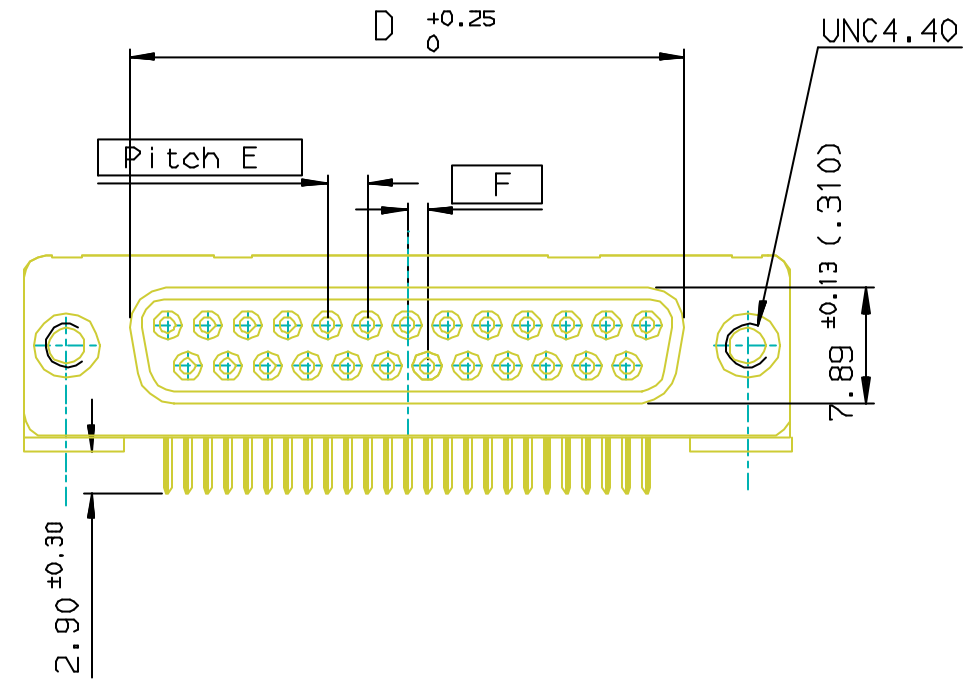 D +0.25
0
UNC4.40
Pitch E
F
7.89 ±0.13 (.310)
2.90 ±0.30